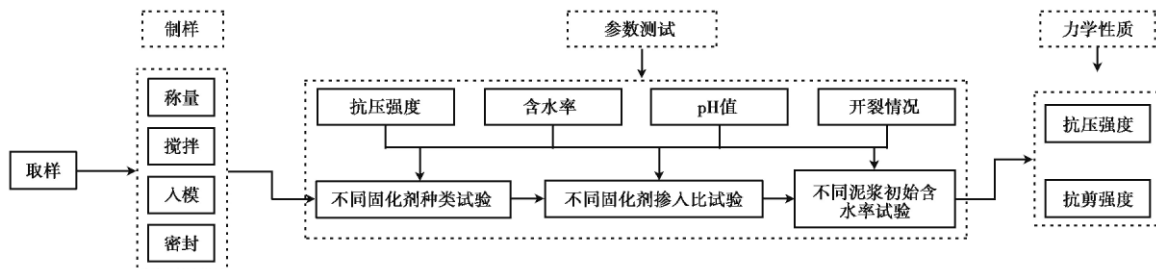 制样
参数测试
力学性质
称量
搅拌
入模
密封
取样
抗压强度
含水率
pH值
开裂情况
不同固化剂种类试验
不同固化剂掺入比试验
不同泥浆初始含
水率试验
抗压强度
抗剪强度